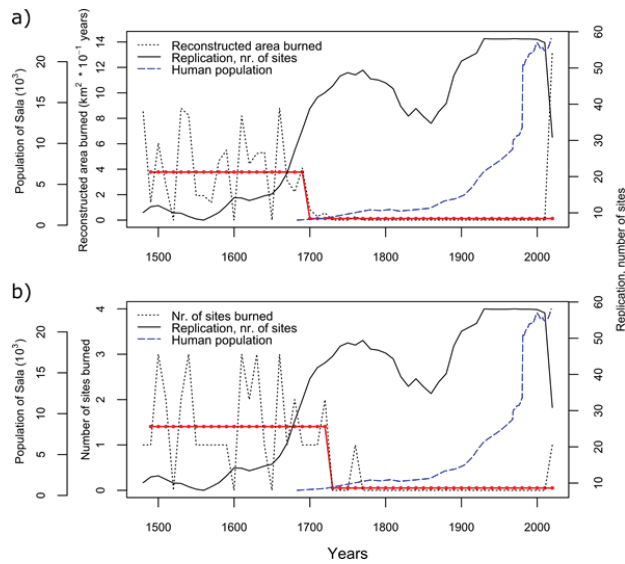 a)
Population of Sala (10³)
0 5 10 15 20
Reconstructed area burned (km² * 10⁻¹ years)
0 2 4 6 8 10 12 14
Reconstructed area burned
Replication, nr. of sites
Human population
10 20 30 40 50 60
1500 1600 1700 1800 1900 2000
Replication, number of sites
b)
Population of Sala (10³)
0 5 10 15 20
Number of sites burned
0 1 2 3 4
Nr. of sites burned
Replication, nr. of sites
Human population
10 20 30 40 50 60
1500 1600 1700 1800 1900 2000
Years